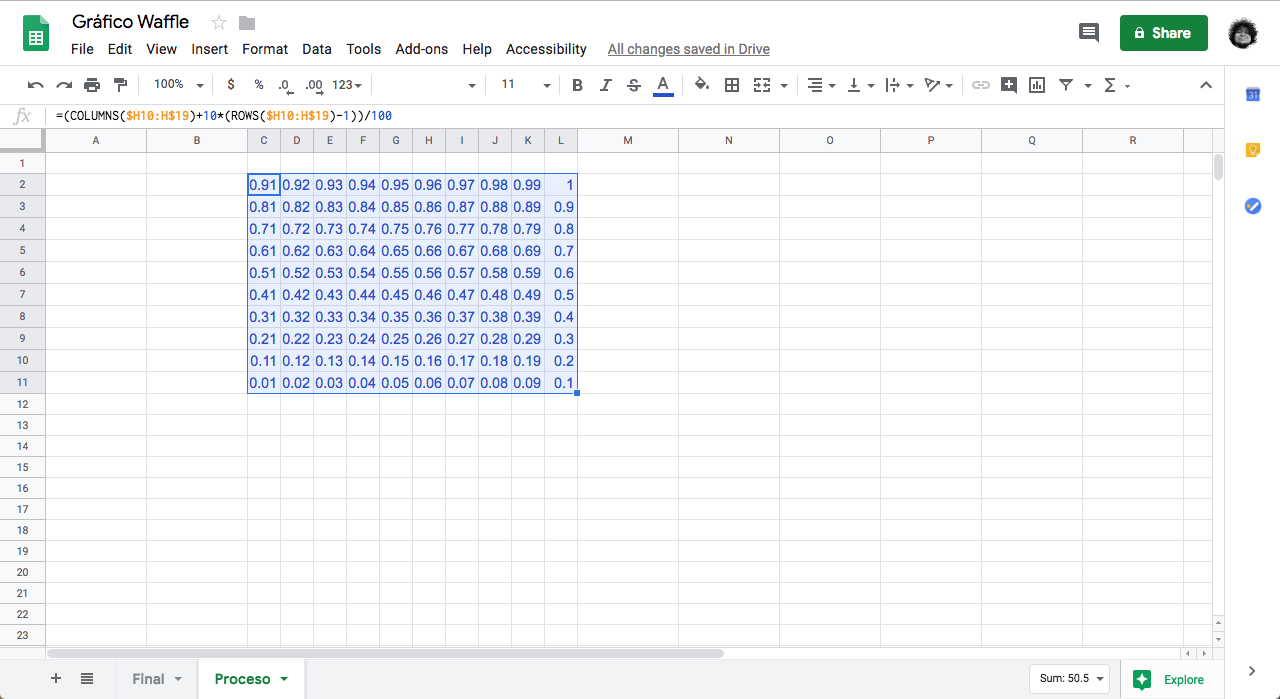 Gráfico Waffle
File Edit View Insert Format Data Tools Add-ons Help Accessibility All changes saved in Drive
Share
100% $ % .0 .00 123 11 B I S A Σ
31
fx =(COLUMNS($H10:H$19)+10*(ROWS($H10:H$19)-1))/100
A B C D E F G H I J K L M N O P Q R
1
2 0.91 0.92 0.93 0.94 0.95 0.96 0.97 0.98 0.99 1
3 0.81 0.82 0.83 0.84 0.85 0.86 0.87 0.88 0.89 0.9
4 0.71 0.72 0.73 0.74 0.75 0.76 0.77 0.78 0.79 0.8
5 0.61 0.62 0.63 0.64 0.65 0.66 0.67 0.68 0.69 0.7
6 0.51 0.52 0.53 0.54 0.55 0.56 0.57 0.58 0.59 0.6
7 0.41 0.42 0.43 0.44 0.45 0.46 0.47 0.48 0.49 0.5
8 0.31 0.32 0.33 0.34 0.35 0.36 0.37 0.38 0.39 0.4
9 0.21 0.22 0.23 0.24 0.25 0.26 0.27 0.28 0.29 0.3
10 0.11 0.12 0.13 0.14 0.15 0.16 0.17 0.18 0.19 0.2
11 0.01 0.02 0.03 0.04 0.05 0.06 0.07 0.08 0.09 0.1
12
13
14
15
16
17
18
19
20
21
22
23
Final Proceso Sum: 50.5 Explore